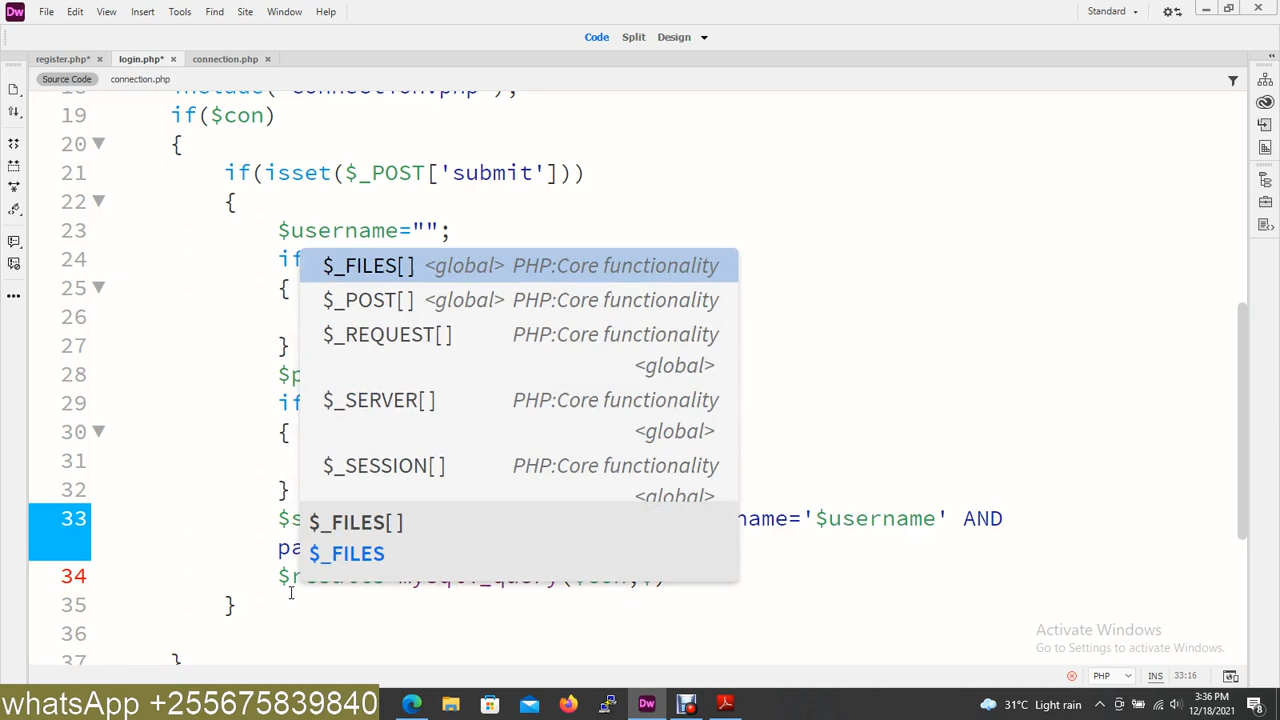 Dw File Edit View Insert Tools Find Site Window Help Standard
Code Split Design
register.php* login.php* connection.php
Source Code connection.php
19 if($con)
20 {
21 if(isset($_POST['submit']))
22 {
23 $username="";
24 if
25 {
26
27 }
28 $p
29 if
30 {
31
32 }
33 $s name='$username' AND
pa
34
35 }
36
37 }
$_FILES[] <global> PHP:Core functionality
$_POST[] <global> PHP:Core functionality
$_REQUEST[] PHP:Core functionality
<global>
$_SERVER[] PHP:Core functionality
<global>
$_SESSION[] PHP:Core functionality
<global>
$_FILES[]
$_FILES
Activate Windows
Go to Settings to activate Windows.
PHP INS 33:16
whatsApp +255675839840
Dw
31°C Light rain
3:36 PM
12/18/2021